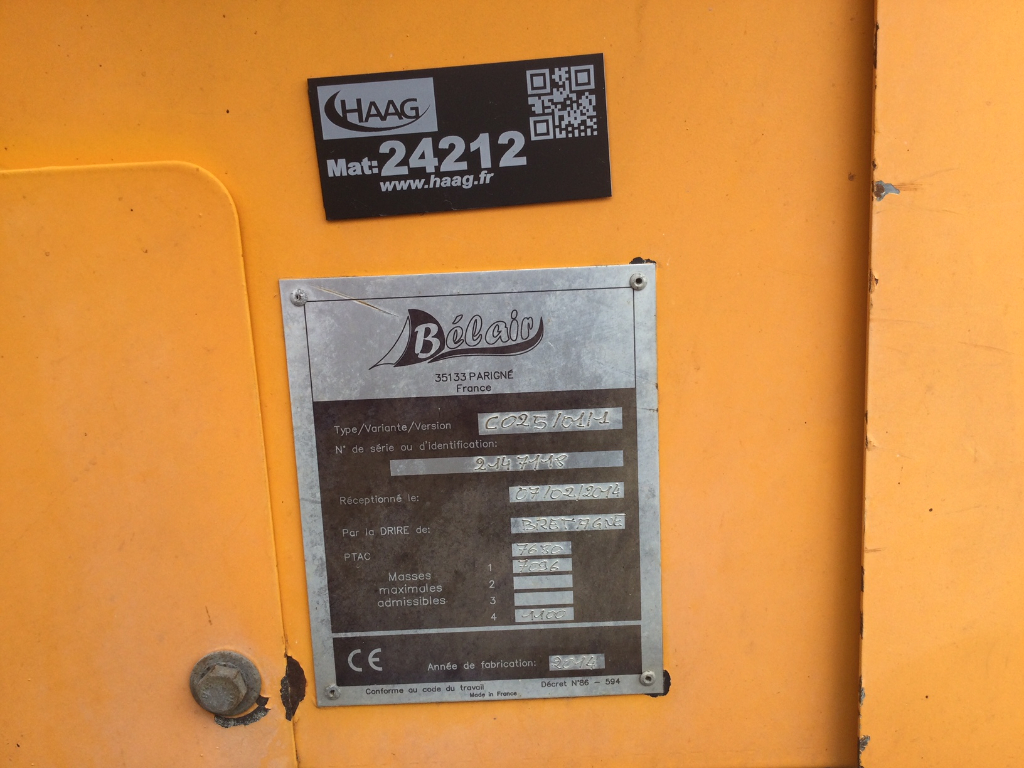 HAAG
Mat: 24212
www.haag.fr
Bélair
35133 PARIGNÉ
France
Type/Variante/Version C025/01/1
N° de série ou d'identification:
Réceptionné le: 07/02/2014
Par la DRIRE de: BRETAGNE
PTAC
1
Masses
maximales
admissibles
2
3
4 1100
CE Année de fabrication: 2014
Conforme au code du travail Décret N°86 – 594
Made in France